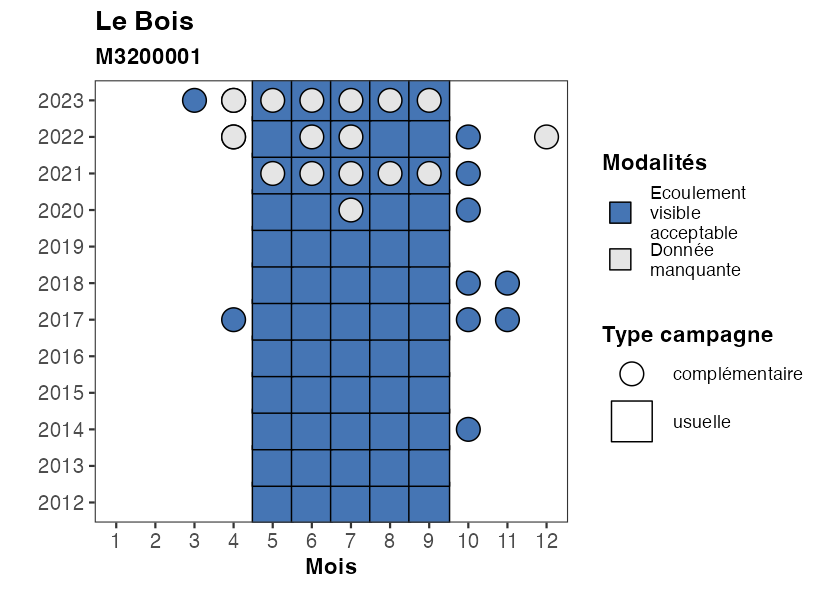 Le Bois
M3200001
2023
2022
2021
2020
2019
2018
2017
2016
2015
2014
2013
2012
1 2 3 4 5 6 7 8 9 10 11 12
Mois
Modalités
Ecoulement
visible
acceptable
Donnée
manquante
Type campagne
complémentaire
usuelle